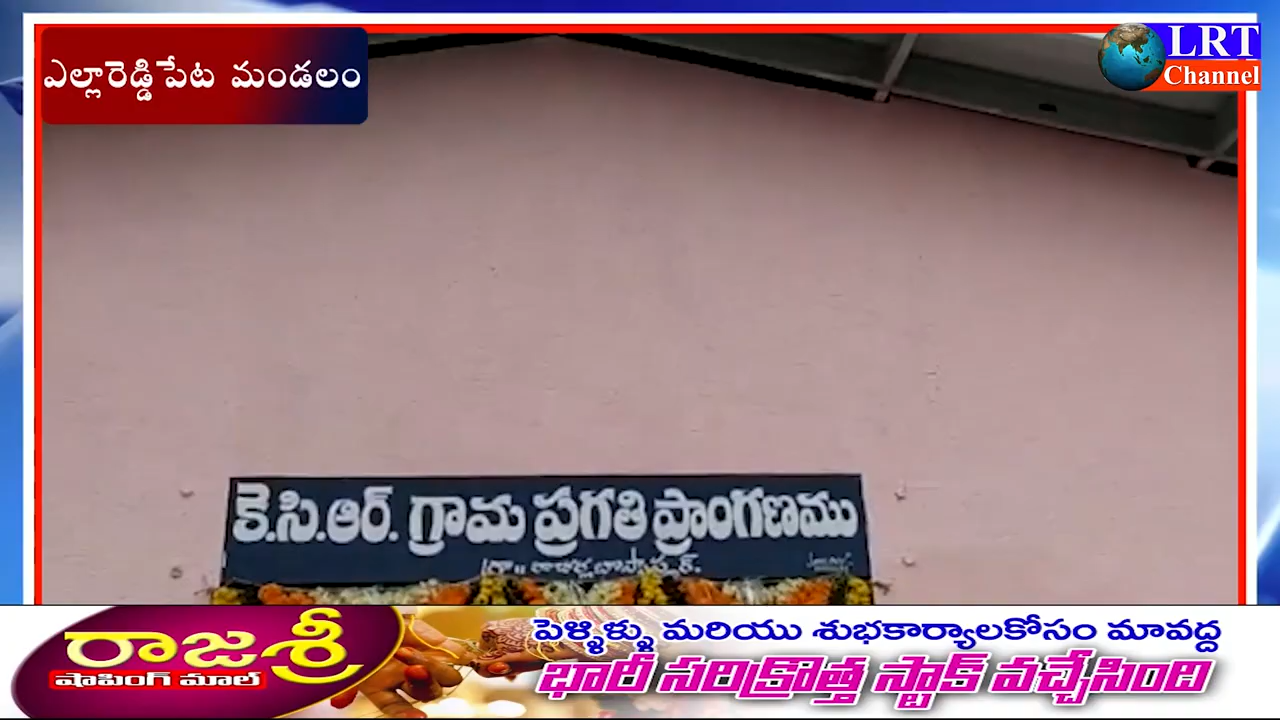 ఎల్లారెడ్డిపేట మండలం
LRT
Channel
కె.సి.ఆర్. గ్రామ ప్రగతి ప్రాంగణము
రాజశ్రీ
షాపింగ్ మాల్
పెళ్ళిళ్ళు మరియు శుభకార్యాలకోసం మావద్ద
భారీ సరిక్రొత్త స్టాక్ వచ్చేసింది